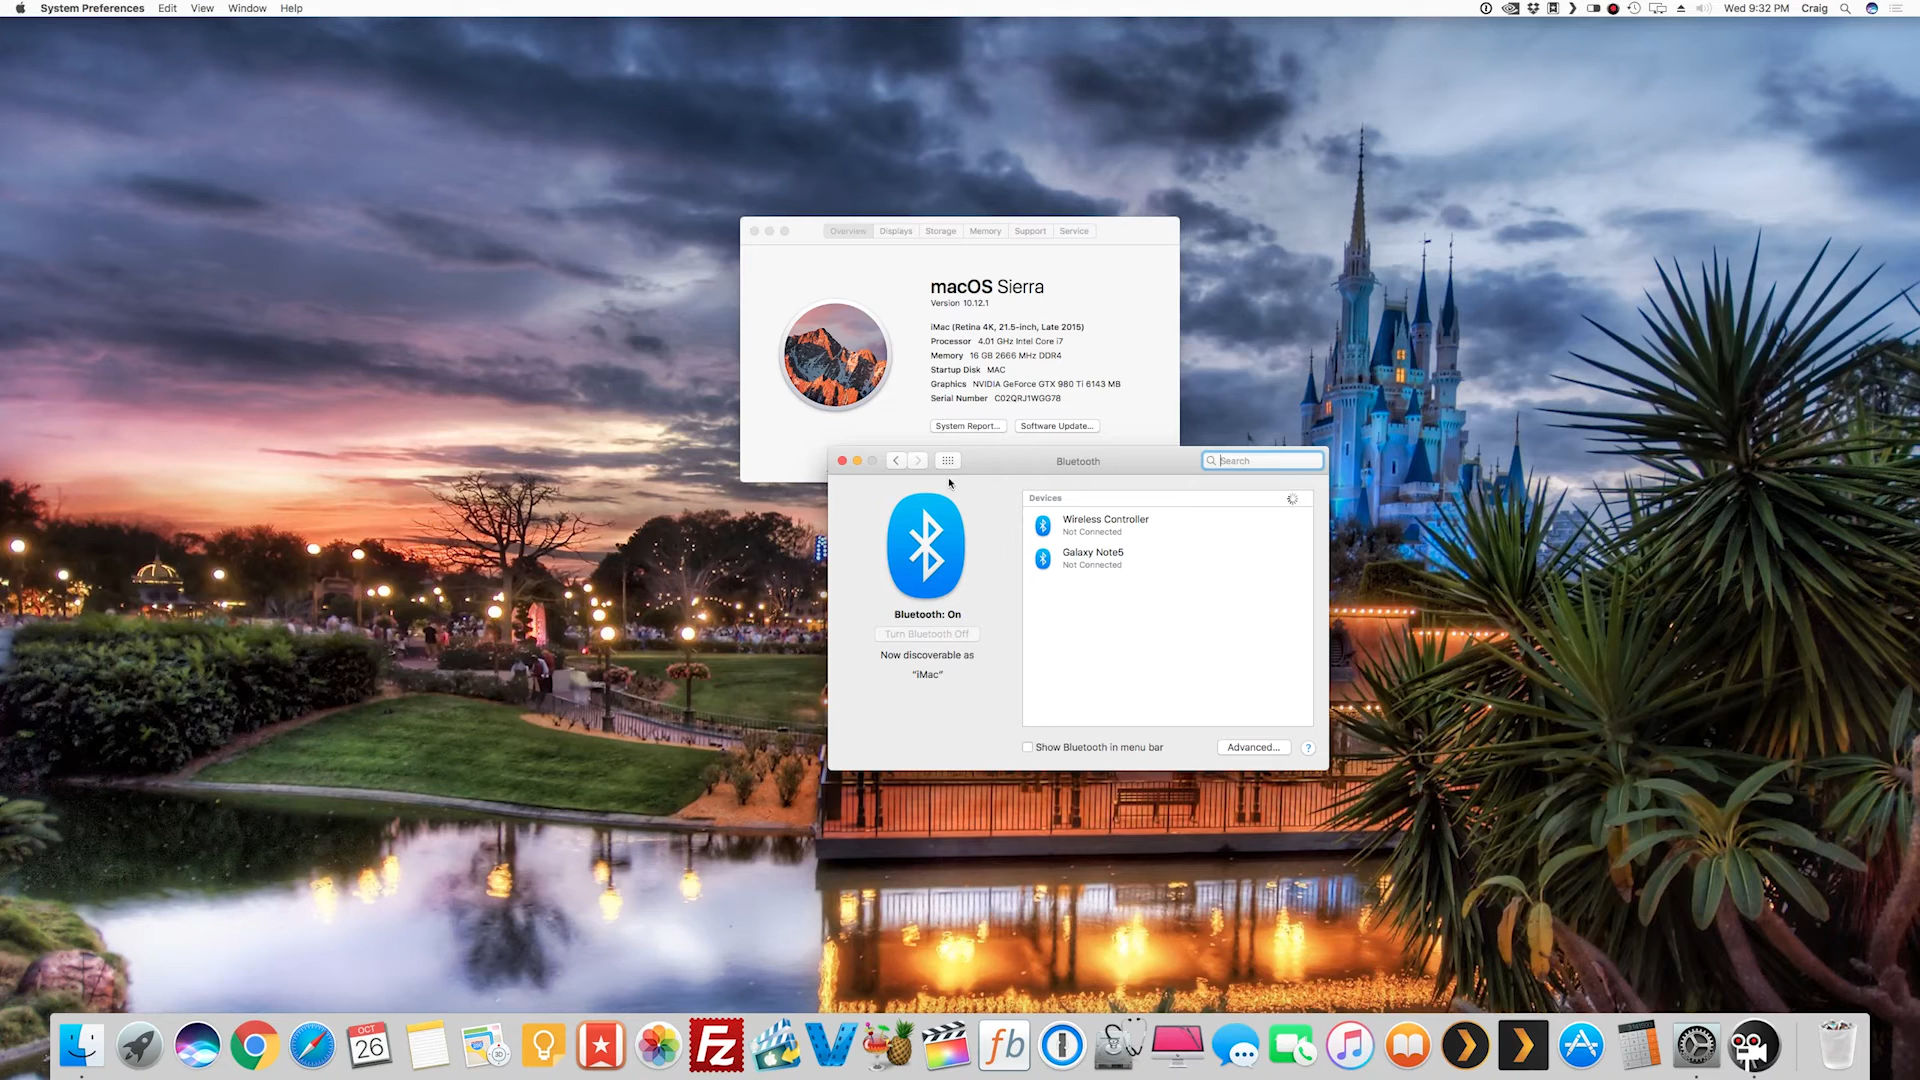 System Preferences Edit View Window Help
Wed 9:32 PM Craig
Overview Displays Storage Memory Support Service
macOS Sierra
Version 10.12.1
iMac (Retina 4K, 21.5-inch, Late 2015)
Processor 4.01 GHz Intel Core i7
Memory 16 GB 2666 MHz DDR4
Startup Disk MAC
Graphics NVIDIA GeForce GTX 980 Ti 6143 MB
Serial Number C02QRJ1WGG78
System Report... Software Update...
Bluetooth
Search
Devices
Wireless Controller
Not Connected
Galaxy Note5
Not Connected
Bluetooth: On
Turn Bluetooth Off
Now discoverable as
“iMac”
Show Bluetooth in menu bar
Advanced...
?
OCT
26
3D
FZ
fb